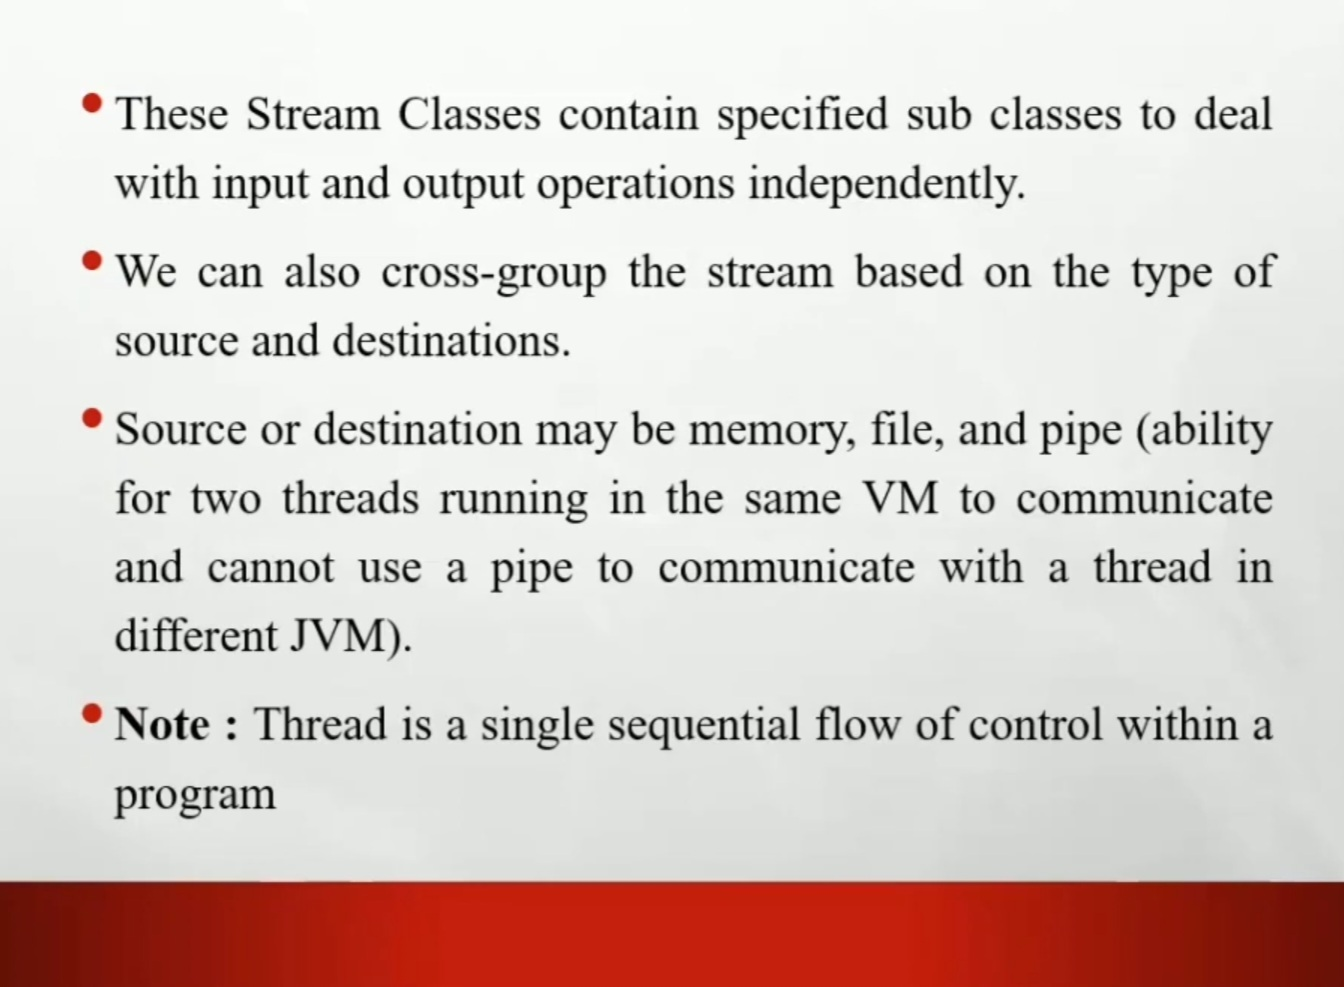 • These Stream Classes contain specified sub classes to deal
with input and output operations independently.
• We can also cross-group the stream based on the type of
source and destinations.
• Source or destination may be memory, file, and pipe (ability
for two threads running in the same VM to communicate
and cannot use a pipe to communicate with a thread in
different JVM).
• Note : Thread is a single sequential flow of control within a
program